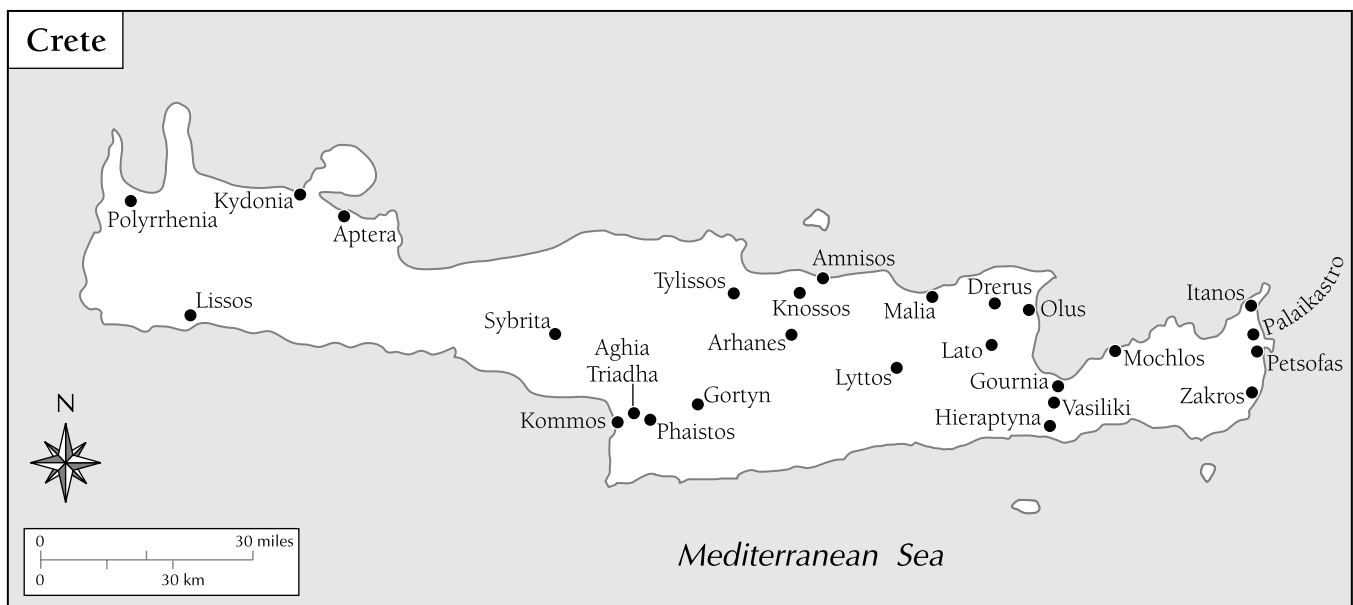 Crete
Polyrrhenia
Kydonia
Aptera
Lissos
Sybrita
Tylissos
Amnisos
Knossos
Arhanes
Malia
Drerus
Olus
Lato
Lyttos
Gournia
Vasiliki
Hieraptyna
Mochlos
Itanos
Palaikastro
Petsofas
Zakros
Aghia
Triadha
Gortyn
Kommos
Phaistos
N
0
30 miles
0
30 km
Mediterranean Sea